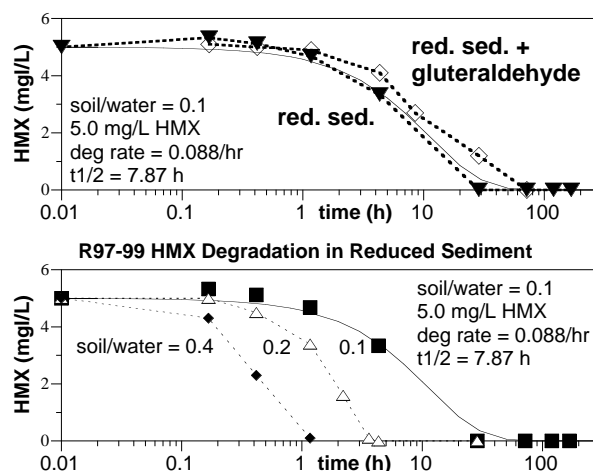 6
4
2
0
HMX (mgl/L)
red. sed. +
gluteraldehyde
red. sed.
soil/water = 0.1
5.0 mg/L HMX
deg rate = 0.088/hr
t1/2 = 7.87 h
0.01 0.1 1 10 100
time (h)
R97-99 HMX Degradation in Reduced Sediment
6
4
2
0
HMX (mgl/L)
soil/water = 0.4
0.2
0.1
soil/water = 0.1
5.0 mg/L HMX
deg rate = 0.088/hr
t1/2 = 7.87 h
0.01 0.1 1 10 100
time (h)